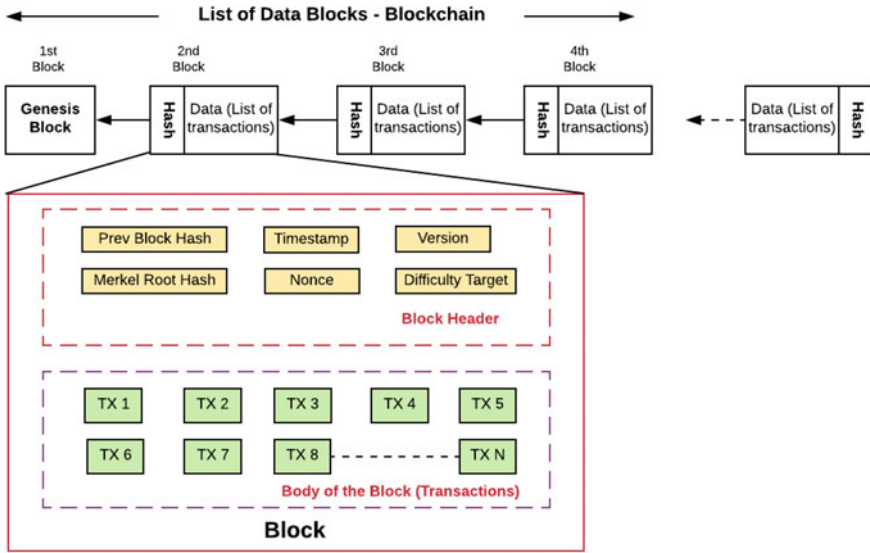 List of Data Blocks - Blockchain
1st
Block
2nd
Block
3rd
Block
4th
Block
Genesis
Block
Hash
Data (List of
transactions)
Hash
Data (List of
transactions)
Hash
Data (List of
transactions)
Data (List of
transactions)
Hash
Prev Block Hash
Timestamp
Version
Merkel Root Hash
Nonce
Difficulty Target
Block Header
TX 1
TX 2
TX 3
TX 4
TX 5
TX 6
TX 7
TX 8
TX N
Body of the Block (Transactions)
Block